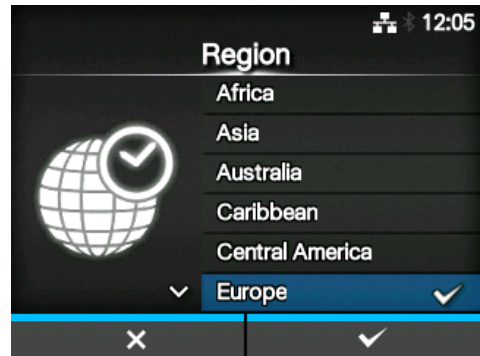 12:05
Region
Africa
Asia
Australia
Caribbean
Central America
Europe